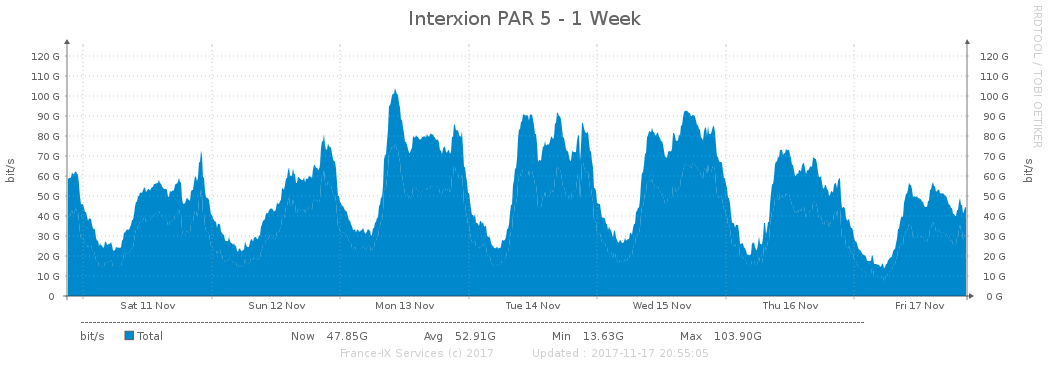 Interxion PAR 5 - 1 Week
RRDTOOL / TOBI OETIKER
bit/s
120 G 120 G
110 G 110 G
100 G 100 G
90 G 90 G
80 G 80 G
70 G 70 G
60 G 60 G
50 G 50 G
40 G 40 G
30 G 30 G
20 G 20 G
10 G 10 G
0 0 G
bit/s
Sat 11 Nov Sun 12 Nov Mon 13 Nov Tue 14 Nov Wed 15 Nov Thu 16 Nov Fri 17 Nov
bit/s Total Now 47.85G Avg 52.91G Min 13.63G Max 103.90G
France-IX Services (c) 2017 Updated : 2017-11-17 20:55:05